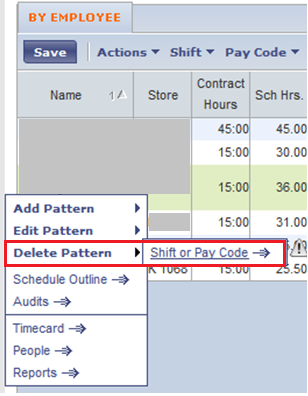 BY EMPLOYEE
Save Actions Shift Pay Code
Name 1 Store Contract Hours Sch Hrs.
45:00 45.00
15:00 30.00
15:00 36.00
Add Pattern
15:00 31.00
Edit Pattern
Delete Pattern Shift or Pay Code
K 1068 15:00 25.50
Schedule Outline
Audits
Timecard
People
Reports